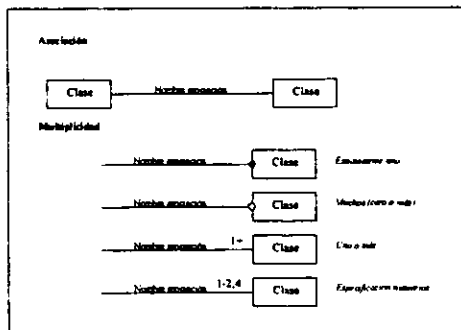 Asociación
Clase Nombre asociación Clase
Multiplicidad
Nombre asociación Clase Exactamente uno
Nombre asociación Clase Muchos (cero o más)
Nombre asociación 1+ Clase Uno o más
Nombre asociación 1-2,4 Clase Especificación numérica